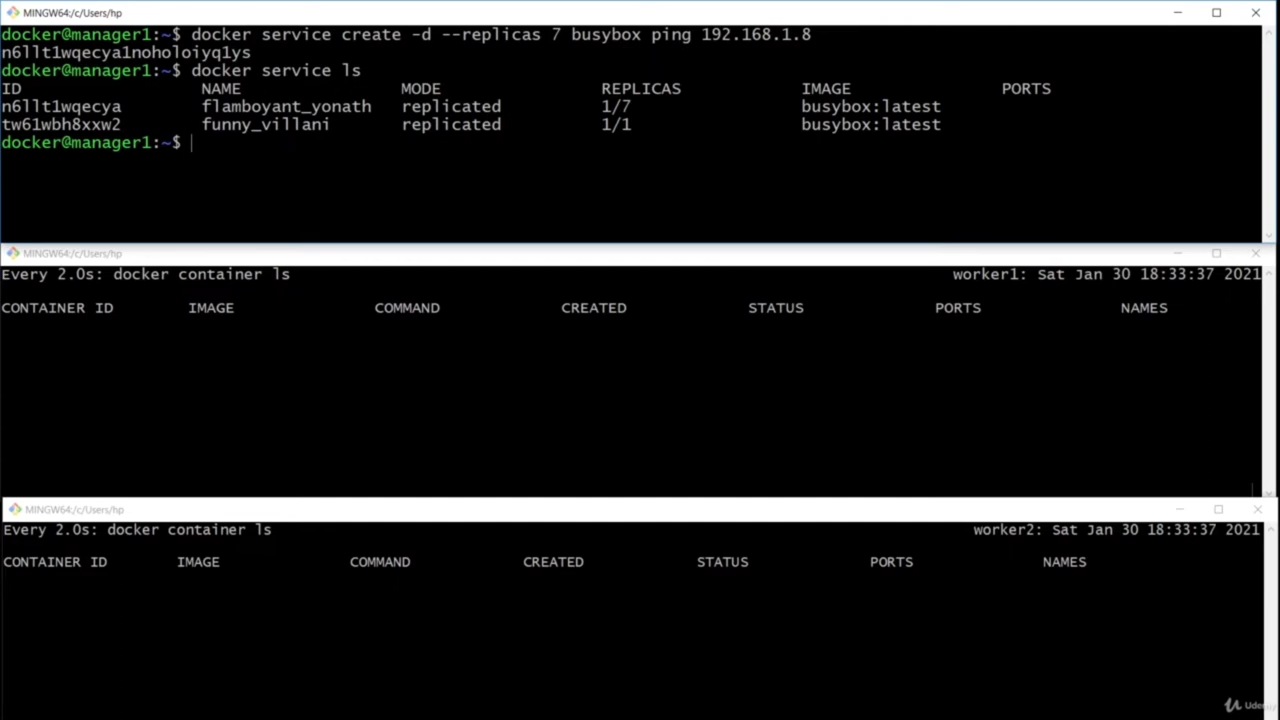 MINGW64:/c/Users/hp
docker@manager1:~$ docker service create -d --replicas 7 busybox ping 192.168.1.8
n6llt1wqecya1noholoiyq1ys
docker@manager1:~$ docker service ls
ID NAME MODE REPLICAS IMAGE PORTS
n6llt1wqecya flamboyant_yonath replicated 1/7 busybox:latest
tw61wbh8xxw2 funny_villani replicated 1/1 busybox:latest
docker@manager1:~$
MINGW64:/c/Users/hp
Every 2.0s: docker container ls worker1: Sat Jan 30 18:33:37 2021
CONTAINER ID IMAGE COMMAND CREATED STATUS PORTS NAMES
MINGW64:/c/Users/hp
Every 2.0s: docker container ls worker2: Sat Jan 30 18:33:37 2021
CONTAINER ID IMAGE COMMAND CREATED STATUS PORTS NAMES